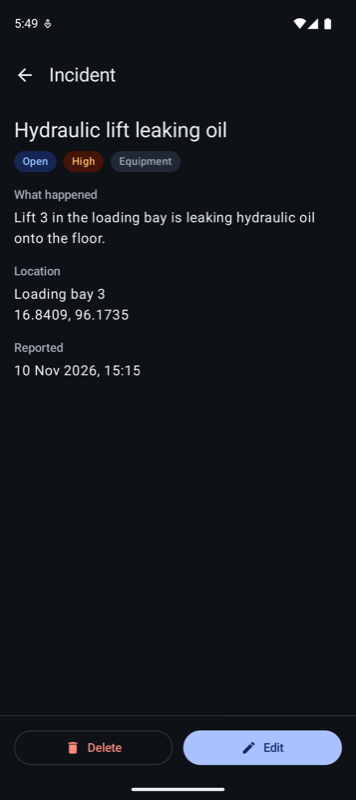 5:49
Incident
Hydraulic lift leaking oil
Open High Equipment
What happened
Lift 3 in the loading bay is leaking hydraulic oil
onto the floor.
Location
Loading bay 3
16.8409, 96.1735
Reported
10 Nov 2026, 15:15
Delete Edit